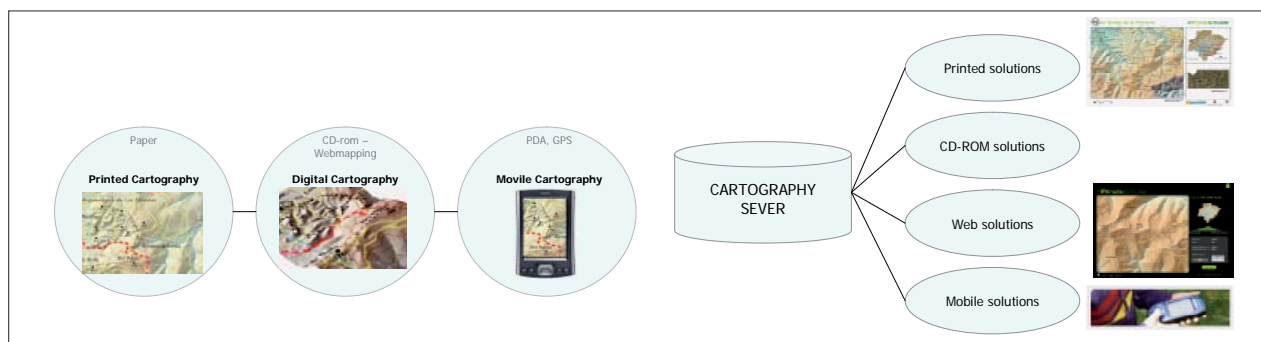 Paper
Printed Cartography
CD-rom –
Webmapping
Digital Cartography
PDA, GPS
Movile Cartography
CARTOGRAPHY
SEVER
Printed solutions
CD-ROM solutions
Web solutions
Mobile solutions